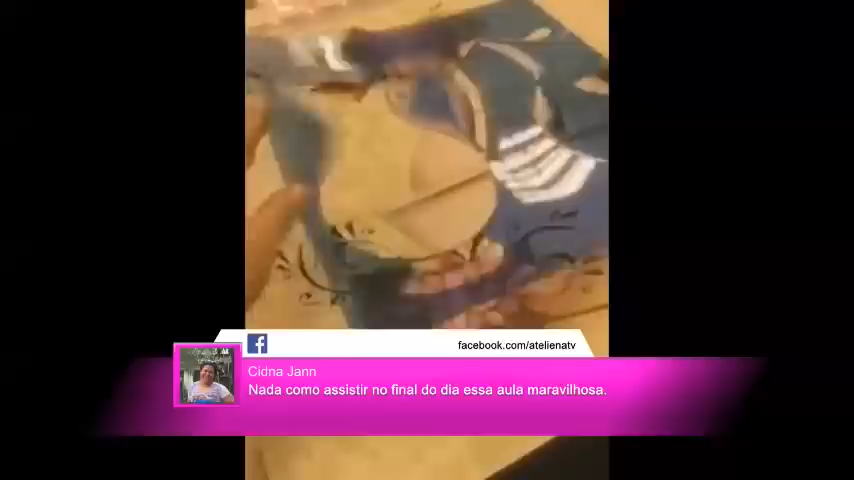 facebook.com/atelienatv
Cidna Jann
Nada como assistir no final do dia essa aula maravilhosa.